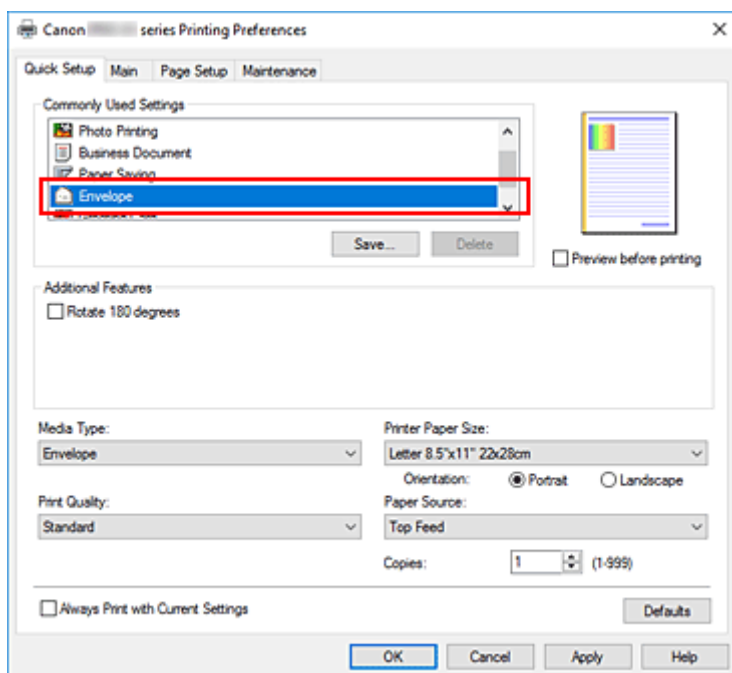 Canon series Printing Preferences
Quick Setup Main Page Setup Maintenance
Commonly Used Settings
Photo Printing
Business Document
Paper Saving
Envelope
Save... Delete
Preview before printing
Additional Features
Rotate 180 degrees
Media Type: Printer Paper Size:
Envelope Letter 8.5"x11" 22x28cm
Orientation: Portrait Landscape
Print Quality: Paper Source:
Standard Top Feed
Copies: 1 (1-999)
Always Print with Current Settings Defaults
OK Cancel Apply Help